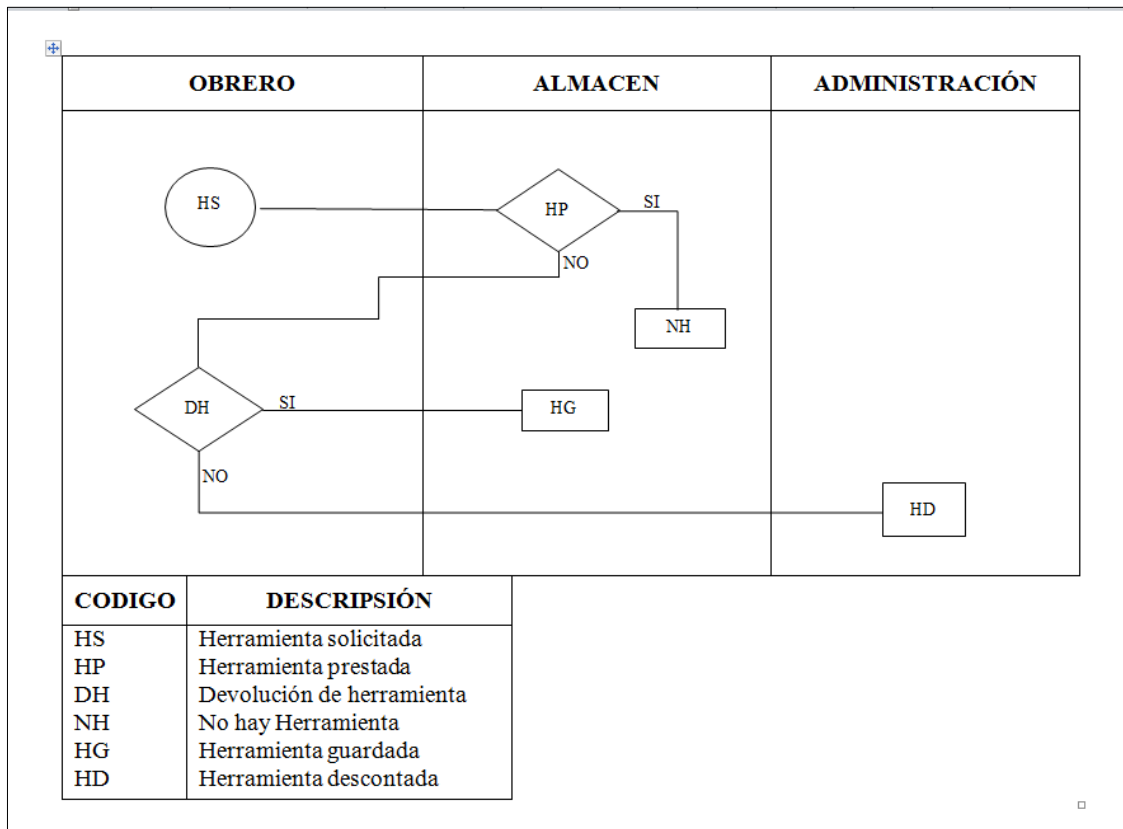 OBRERO ALMACEN ADMINISTRACIÓN
HS
HP
SI
NO
NH
DH
SI
HG
NO
HD
CODIGO DESCRIPSIÓN
HS Herramienta solicitada
HP Herramienta prestada
DH Devolución de herramienta
NH No hay Herramienta
HG Herramienta guardada
HD Herramienta descontada